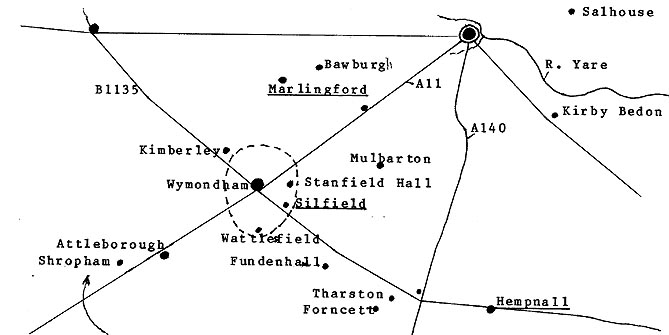 Salhouse
Bawburgh
R. Yare
Marlingford
A11
B1135
Kirby Bedon
A140
Kimberley
Mulbarton
Wymondham
Stanfield Hall
Silfield
Wattlefield
Attleborough
Shropham
Fundenhall
Tharston
Forncett
Hempnall